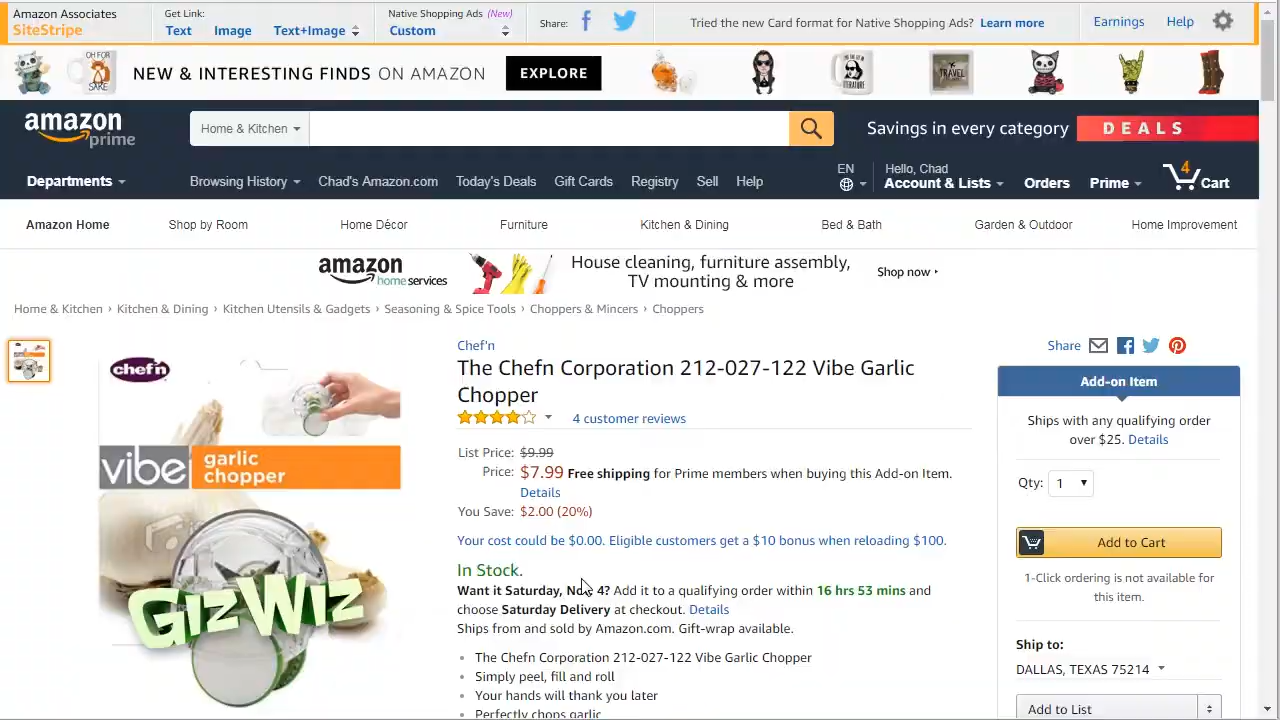 Amazon Associates
SiteStripe
Get Link:
Text Image Text+Image
Native Shopping Ads (New)
Custom
Share:
Tried the new Card format for Native Shopping Ads? Learn more
Earnings Help
OH FOR
SAKE
NEW & INTERESTING FINDS ON AMAZON EXPLORE
LITERATURE
TRAVEL
amazon
prime
Home & Kitchen
Savings in every category DEALS
Departments
Browsing History Chad's Amazon.com Today's Deals Gift Cards Registry Sell Help
EN
Hello, Chad
Account & Lists
Orders Prime
4
Cart
Amazon Home Shop by Room Home Décor Furniture Kitchen & Dining Bed & Bath Garden & Outdoor Home Improvement
amazon
home services
House cleaning, furniture assembly,
TV mounting & more
Shop now
Home & Kitchen › Kitchen & Dining › Kitchen Utensils & Gadgets › Seasoning & Spice Tools › Choppers & Mincers › Choppers
chefn
vibe garlic
chopper
GizWiz
Chef'n
The Chefn Corporation 212-027-122 Vibe Garlic
Chopper
4 customer reviews
List Price: $9.99
Price: $7.99 Free shipping for Prime members when buying this Add-on Item.
Details
You Save: $2.00 (20%)
Your cost could be $0.00. Eligible customers get a $10 bonus when reloading $100.
In Stock.
Want it Saturday, Nov 4? Add it to a qualifying order within 16 hrs 53 mins and
choose Saturday Delivery at checkout. Details
Ships from and sold by Amazon.com. Gift-wrap available.
• The Chefn Corporation 212-027-122 Vibe Garlic Chopper
• Simply peel, fill and roll
• Your hands will thank you later
• Perfectly chops garlic
Share
Add-on Item
Ships with any qualifying order
over $25. Details
Qty: 1
Add to Cart
1-Click ordering is not available for
this item.
Ship to:
DALLAS, TEXAS 75214
Add to List